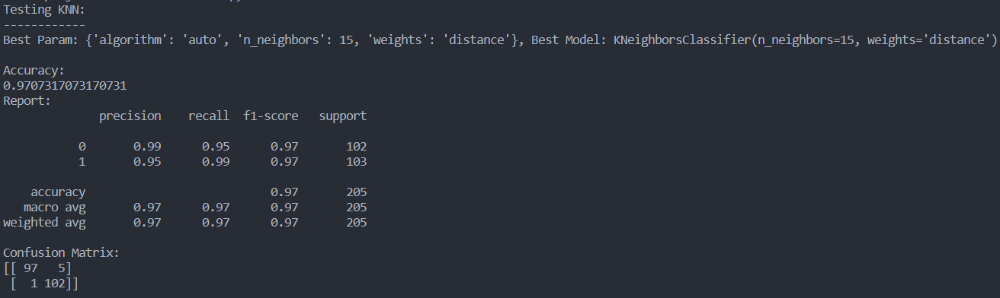 Testing KNN:
------------
Best Param: {'algorithm': 'auto', 'n_neighbors': 15, 'weights': 'distance'}, Best Model: KNeighborsClassifier(n_neighbors=15, weights='distance')
Accuracy:
0.9707317073170731
Report:
precision recall f1-score support
0 0.99 0.95 0.97 102
1 0.95 0.99 0.97 103
accuracy 0.97 205
macro avg 0.97 0.97 0.97 205
weighted avg 0.97 0.97 0.97 205
Confusion Matrix:
[[ 97 5]
[ 1 102]]